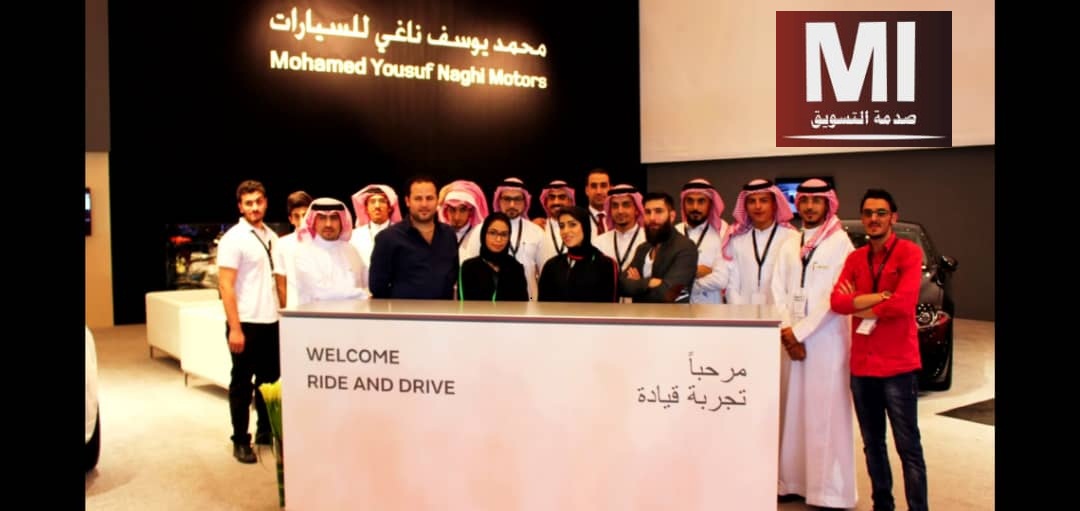 محمد يوسف ناغي للسيارات
Mohamed Yousuf Naghi Motors
MI
صدمة التسويق
WELCOME
RIDE AND DRIVE
مرحباً
تجربة قيادة